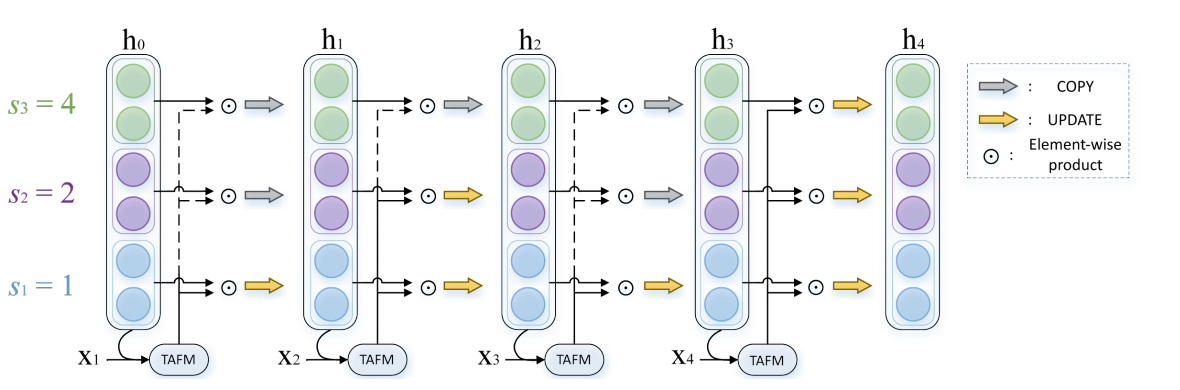 h0 h1 h2 h3 h4
s3 = 4
: COPY
: UPDATE
: Element-wise
product
s2 = 2
s1 = 1
x1 TAFM x2 TAFM x3 TAFM x4 TAFM